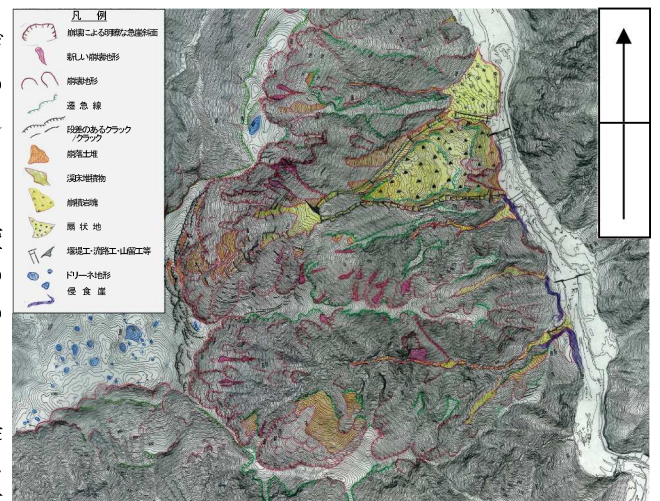 凡 例
崩壊による明瞭な急崖斜面
新しい崩壊地形
崩壊地形
遷急線
段差のあるクラック
/クラック
崩落土堆
渓床堆積物
崩積岩塊
扇状地
堰堤工・流路工・山留工等
ドリーネ地形
侵食崖